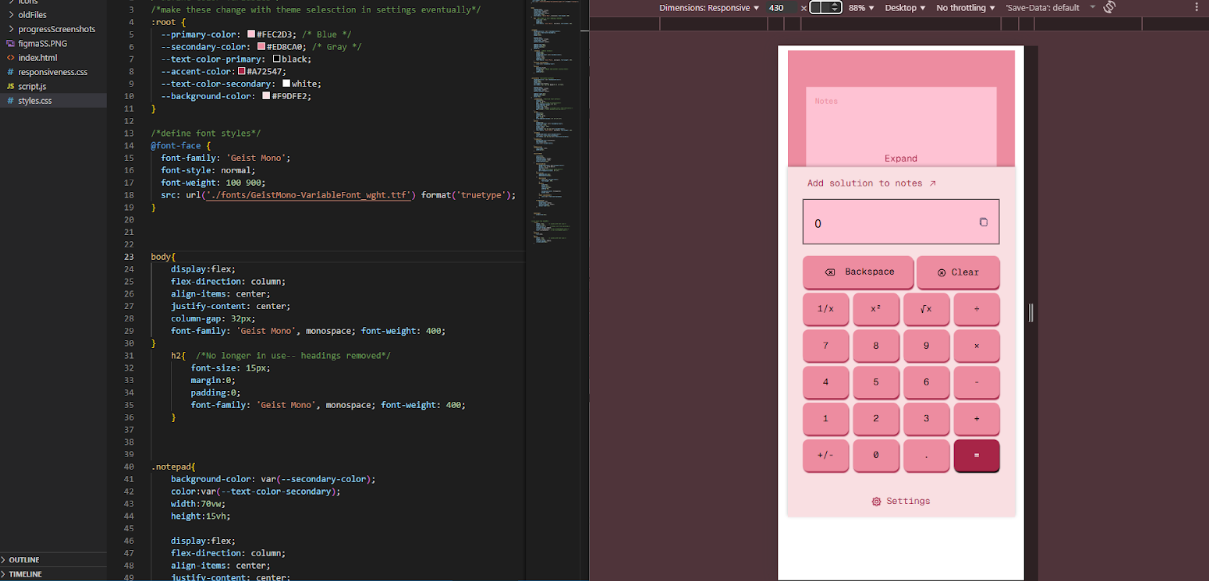 icons
oldFiles
progressScreenshots
figmaSS.PNG
index.html
responsiveness.css
script.js
styles.css
OUTLINE
TIMELINE
3 /*make these change with theme selescction in settings eventually*/
4 :root {
5 --primary-color: #FEC2D3; /* Blue */
6 --secondary-color: #ED8CA0; /* Gray */
7 --text-color-primary: black;
8 --accent-color: #A72547;
9 --text-color-secondary: white;
10 --background-color: #F9DFE2;
11 }
12
13 /*define font styles*/
14 @font-face {
15 font-family: 'Geist Mono';
16 font-style: normal;
17 font-weight: 100 900;
18 src: url('./fonts/GeistMono-VariableFont_wght.ttf') format('truetype');
19 }
20
21
22
23 body{
24 display:flex;
25 flex-direction: column;
26 align-items: center;
27 justify-content: center;
28 column-gap: 32px;
29 font-family: 'Geist Mono', monospace; font-weight: 400;
30 }
31 h2{ /*No longer in use-- headings removed*/
32 font-size: 15px;
33 margin:0;
34 padding:0;
35 font-family: 'Geist Mono', monospace; font-weight: 400;
36 }
37
38
39
40 .notepad{
41 background-color: var(--secondary-color);
42 color:var(--text-color-secondary);
43 width:70vw;
44 height:15vh;
45
46 display:flex;
47 flex-direction: column;
48 align-items: center;
49 justify-content: center;
Dimensions: Responsive 430 × 88% Desktop No throttling 'Save-Data': default
Notes
Expand
Add solution to notes ↗
0
Backspace Clear
1/x x² √x ÷
7 8 9 ×
4 5 6 -
1 2 3 +
+/- 0 . =
Settings